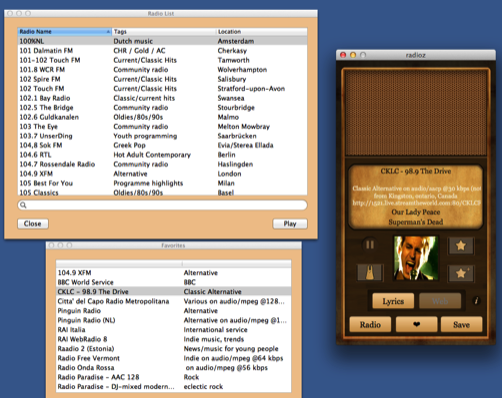 Radio List
Radio Name Tags Location
100%NL Dutch music Amsterdam
101 Dalmatin FM CHR / Cold / AC Cherkasy
101-102 Touch FM Current/Classic Hits Tamworth
101.8 WCR FM Community radio Wolverhampton
102 Spire FM Current/Classic Hits Salisbury
102 Touch FM Current/Classic Hits Stratford-upon-Avon
102.1 Bay Radio Classic/current hits Swansea
102.5 The Bridge Community radio Stourbridge
102.6 Guldkanalen Oldies/80s/90s Malmo
103 The Eye Community radio Melton Mowbray
103.7 UnserDing Youth programming Saarbrücken
104,8 Sok FM Greek Pop Evia/Sterea Ellada
104.6 RTL Hot Adult Contemporary Berlin
104.7 Rossendale Radio Community radio Haslingden
104.9 XFM Alternative London
105 Best For You Programme highlights Milan
105 Classics Oldies/80s/90s Basel
Close Play
Favorites
104.9 XFM Alternative
BBC World Service BBC
CKLC - 98.9 The Drive Classic Alternative
Citta' del Capo Radio Metropolitana Various on audio/mpeg @128...
Pinguin Radio Alternative
Pinguin Radio (NL) Alternative on audio/mpeg @1...
RAI Italia International service
RAI WebRadio 8 Indie music, trends
Raadio 2 (Estonia) News/music for young people
Radio Free Vermont Indie on audio/mpeg @64 kbps
Radio Onda Rossa on audio/mpeg @56 kbps
Radio Paradise - AAC 128 Rock
Radio Paradise - DJ-mixed modern... eclectic rock
radioz
CKLC - 98.9 The Drive
Classic Alternative on audio/aacp @30 kbps
from Kingston, ontario, Canada
Our Lady Peace
Superman's Dead
Lyrics Web i
Radio ❤ Save